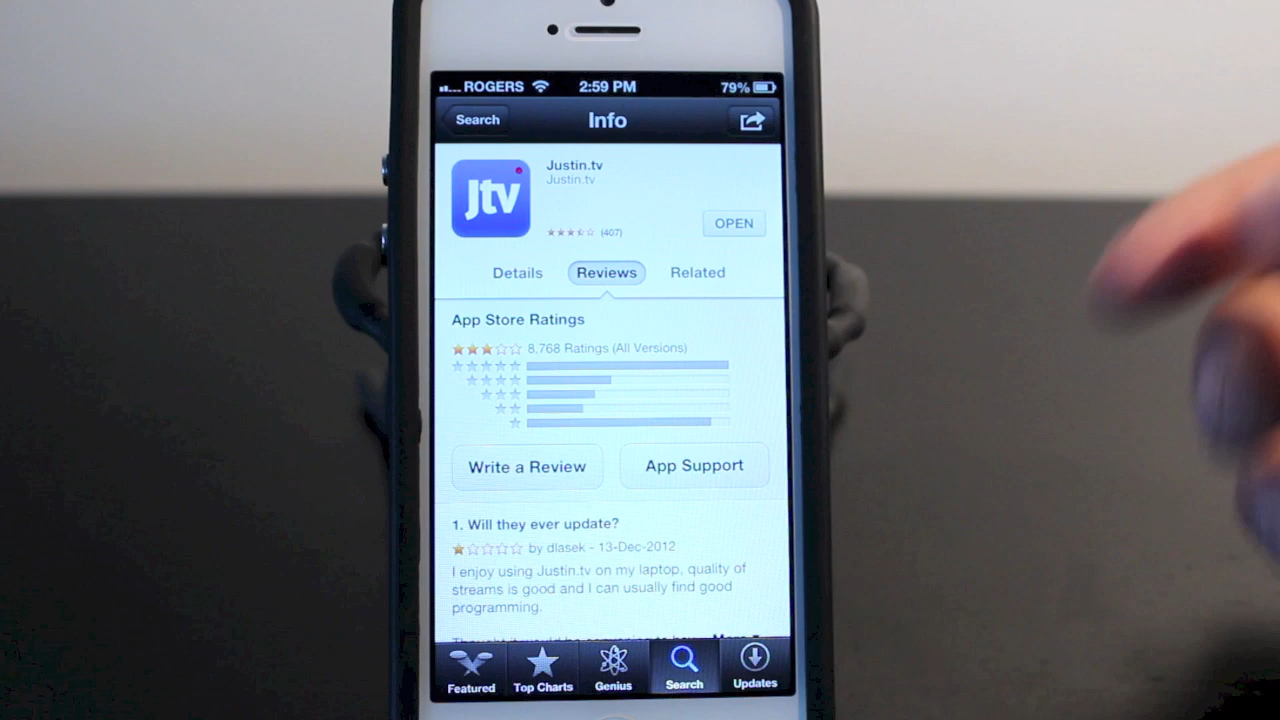 ROGERS 2:59 PM 79%
Search Info
Justin.tv
Justin.tv
Jtv
(407)
OPEN
Details Reviews Related
App Store Ratings
8,768 Ratings (All Versions)
Write a Review App Support
1. Will they ever update?
by dlasek - 13-Dec-2012
I enjoy using Justin.tv on my laptop, quality of
streams is good and I can usually find good
programming.
Featured Top Charts Genius Search Updates